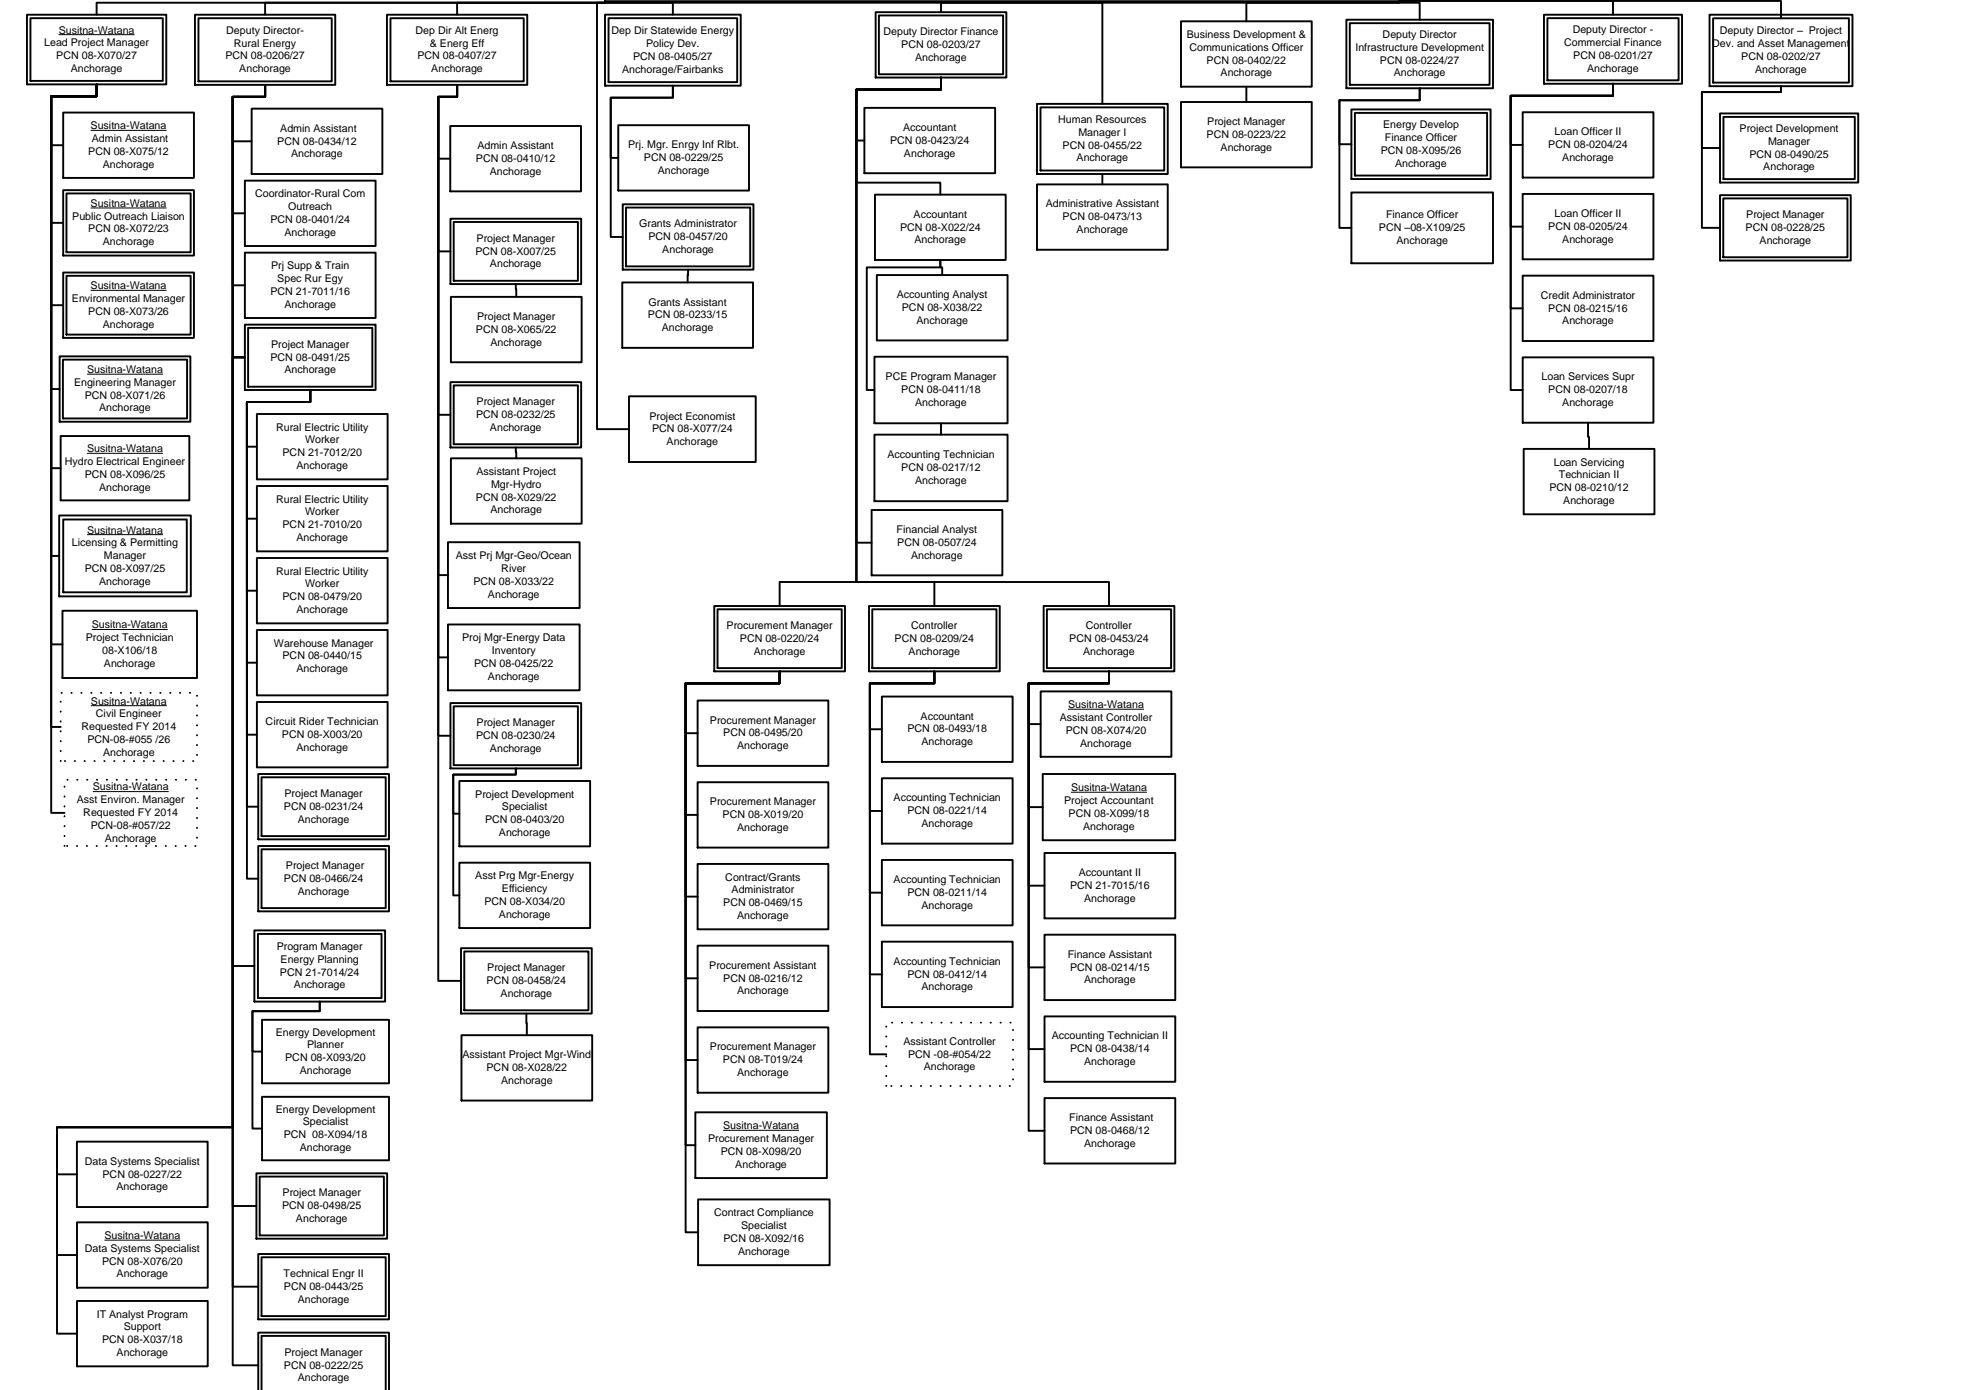 Susitna-Watana
Lead Project Manager
PCN 08-X070/27
Anchorage
Susitna-Watana
Admin Assistant
PCN 08-X075/12
Anchorage
Susitna-Watana
Public Outreach Liaison
PCN 08-X072/23
Anchorage
Susitna-Watana
Environmental Manager
PCN 08-X073/26
Anchorage
Susitna-Watana
Engineering Manager
PCN 08-X071/26
Anchorage
Susitna-Watana
Hydro Electrical Engineer
PCN 08-X096/25
Anchorage
Susitna-Watana
Licensing & Permitting
Manager
PCN 08-X097/25
Anchorage
Susitna-Watana
Project Technician
08-X106/18
Anchorage
Susitna-Watana
Civil Engineer
Requested FY 2014
PCN-08-#055 /26
Anchorage
Susitna-Watana
Asst Environ. Manager
Requested FY 2014
PCN-08-#057/22
Anchorage
Deputy Director-
Rural Energy
PCN 08-0206/27
Anchorage
Admin Assistant
PCN 08-0434/12
Anchorage
Coordinator-Rural Com
Outreach
PCN 08-0401/24
Anchorage
Prj Supp & Train
Spec Rur Egy
PCN 21-7011/16
Anchorage
Project Manager
PCN 08-0491/25
Anchorage
Rural Electric Utility
Worker
PCN 21-7012/20
Anchorage
Rural Electric Utility
Worker
PCN 21-7010/20
Anchorage
Rural Electric Utility
Worker
PCN 08-0479/20
Anchorage
Warehouse Manager
PCN 08-0440/15
Anchorage
Circuit Rider Technician
PCN 08-X003/20
Anchorage
Project Manager
PCN 08-0231/24
Anchorage
Project Manager
PCN 08-0466/24
Anchorage
Program Manager
Energy Planning
PCN 21-7014/24
Anchorage
Energy Development
Planner
PCN 08-X093/20
Anchorage
Energy Development
Specialist
PCN 08-X094/18
Anchorage
Data Systems Specialist
PCN 08-0227/22
Anchorage
Susitna-Watana
Data Systems Specialist
PCN 08-X076/20
Anchorage
IT Analyst Program
Support
PCN 08-X037/18
Anchorage
Project Manager
PCN 08-0498/25
Anchorage
Technical Engr II
PCN 08-0443/25
Anchorage
Project Manager
PCN 08-0222/25
Anchorage
Dep Dir Alt Energ
& Energ Eff
PCN 08-0407/27
Anchorage
Admin Assistant
PCN 08-0410/12
Anchorage
Project Manager
PCN 08-X007/25
Anchorage
Project Manager
PCN 08-X065/22
Anchorage
Project Manager
PCN 08-0232/25
Anchorage
Assistant Project
Mgr-Hydro
PCN 08-X029/22
Anchorage
Asst Prj Mgr-Geo/Ocean
River
PCN 08-X033/22
Anchorage
Proj Mgr-Energy Data
Inventory
PCN 08-0425/22
Anchorage
Project Manager
PCN 08-0230/24
Anchorage
Project Development
Specialist
PCN 08-0403/20
Anchorage
Asst Prg Mgr-Energy
Efficiency
PCN 08-X034/20
Anchorage
Project Manager
PCN 08-0458/24
Anchorage
Assistant Project Mgr-Wind
PCN 08-X028/22
Anchorage
Dep Dir Statewide Energy
Policy Dev.
PCN 08-0405/27
Anchorage/Fairbanks
Prj. Mgr. Enrgy Inf Rlbt.
PCN 08-0229/25
Anchorage
Grants Administrator
PCN 08-0457/20
Anchorage
Grants Assistant
PCN 08-0233/15
Anchorage
Project Economist
PCN 08-X077/24
Anchorage
Deputy Director Finance
PCN 08-0203/27
Anchorage
Accountant
PCN 08-0423/24
Anchorage
Accountant
PCN 08-X022/24
Anchorage
Accounting Analyst
PCN 08-X038/22
Anchorage
PCE Program Manager
PCN 08-0411/18
Anchorage
Accounting Technician
PCN 08-0217/12
Anchorage
Financial Analyst
PCN 08-0507/24
Anchorage
Procurement Manager
PCN 08-0220/24
Anchorage
Procurement Manager
PCN 08-0495/20
Anchorage
Procurement Manager
PCN 08-X019/20
Anchorage
Contract/Grants
Administrator
PCN 08-0469/15
Anchorage
Procurement Assistant
PCN 08-0216/12
Anchorage
Procurement Manager
PCN 08-T019/24
Anchorage
Susitna-Watana
Procurement Manager
PCN 08-X098/20
Anchorage
Contract Compliance
Specialist
PCN 08-X092/16
Anchorage
Controller
PCN 08-0209/24
Anchorage
Accountant
PCN 08-0493/18
Anchorage
Accounting Technician
PCN 08-0221/14
Anchorage
Accounting Technician
PCN 08-0211/14
Anchorage
Accounting Technician
PCN 08-0412/14
Anchorage
Assistant Controller
PCN -08-#054/22
Anchorage
Controller
PCN 08-0453/24
Anchorage
Susitna-Watana
Assistant Controller
PCN 08-X074/20
Anchorage
Susitna-Watana
Project Accountant
PCN 08-X099/18
Anchorage
Accountant II
PCN 21-7015/16
Anchorage
Finance Assistant
PCN 08-0214/15
Anchorage
Accounting Technician II
PCN 08-0438/14
Anchorage
Finance Assistant
PCN 08-0468/12
Anchorage
Human Resources
Manager I
PCN 08-0455/22
Anchorage
Administrative Assistant
PCN 08-0473/13
Anchorage
Business Development &
Communications Officer
PCN 08-0402/22
Anchorage
Project Manager
PCN 08-0223/22
Anchorage
Deputy Director
Infrastructure Development
PCN 08-0224/27
Anchorage
Energy Develop
Finance Officer
PCN 08-X095/26
Anchorage
Finance Officer
PCN –08-X109/25
Anchorage
Deputy Director -
Commercial Finance
PCN 08-0201/27
Anchorage
Loan Officer II
PCN 08-0204/24
Anchorage
Loan Officer II
PCN 08-0205/24
Anchorage
Credit Administrator
PCN 08-0215/16
Anchorage
Loan Services Supr
PCN 08-0207/18
Anchorage
Loan Servicing
Technician II
PCN 08-0210/12
Anchorage
Deputy Director – Project
Dev. and Asset Management
PCN 08-0202/27
Anchorage
Project Development
Manager
PCN 08-0490/25
Anchorage
Project Manager
PCN 08-0228/25
Anchorage